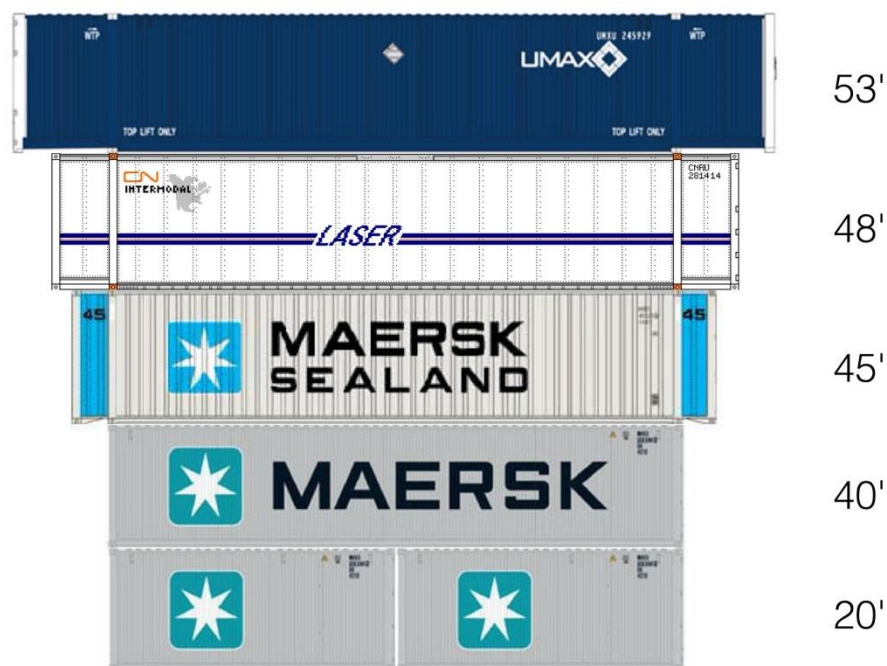 WTP
UMXU 245929
WTP
UMAX
TOP LIFT ONLY
TOP LIFT ONLY
53'
CN
INTERMODAL
CNRU
281414
LASER
48'
45
45
MAERSK
SEALAND
45'
MAERSK
40'
20'